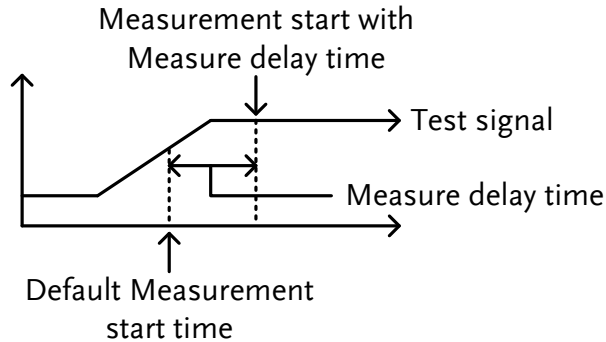 Measurement start with
Measure delay time
Test signal
Measure delay time
Default Measurement
start time